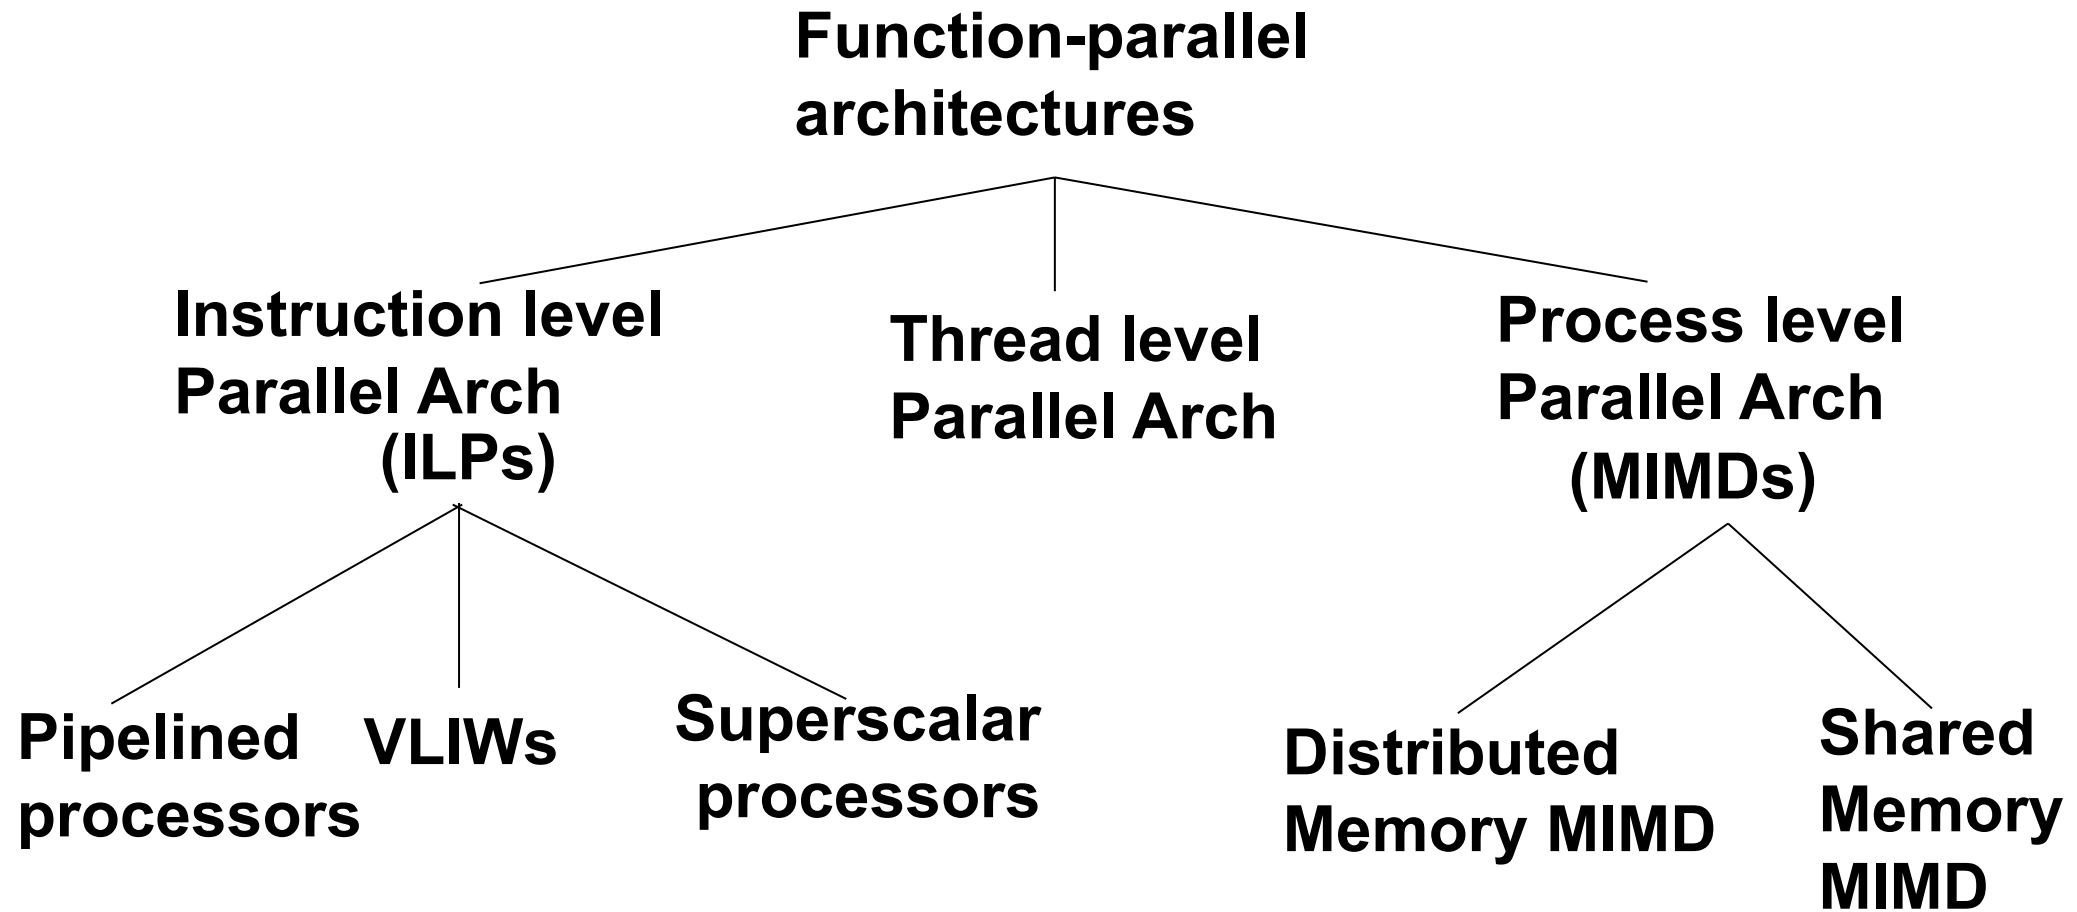 Function-parallel
architectures
Instruction level
Parallel Arch
(ILPs)
Thread level
Parallel Arch
Process level
Parallel Arch
(MIMDs)
Pipelined
processors
VLIWs
Superscalar
processors
Distributed
Memory MIMD
Shared
Memory
MIMD